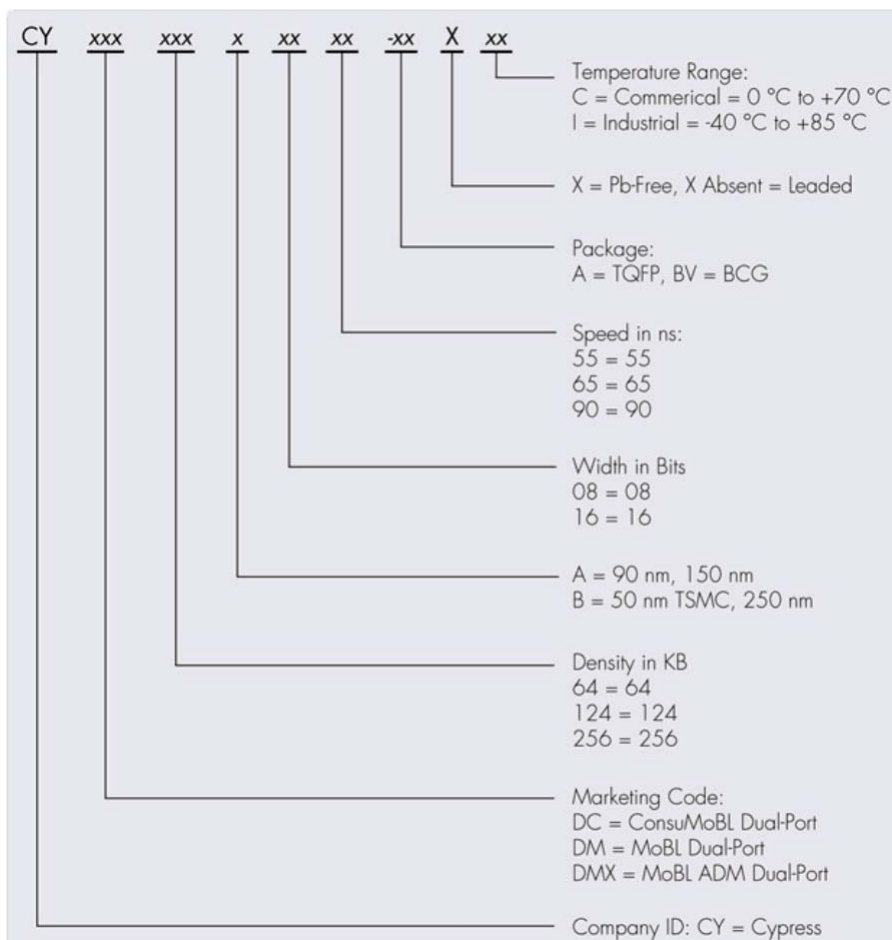 CY xxx xxx x xx xx -xx X xx
Temperature Range:
C = Commerical = 0 °C to +70 °C
I = Industrial = -40 °C to +85 °C
X = Pb-Free, X Absent = Leaded
Package:
A = TQFP, BV = BCG
Speed in ns:
55 = 55
65 = 65
90 = 90
Width in Bits
08 = 08
16 = 16
A = 90 nm, 150 nm
B = 50 nm TSMC, 250 nm
Density in KB
64 = 64
124 = 124
256 = 256
Marketing Code:
DC = ConsuMoBL Dual-Port
DM = MoBL Dual-Port
DMX = MoBL ADM Dual-Port
Company ID: CY = Cypress